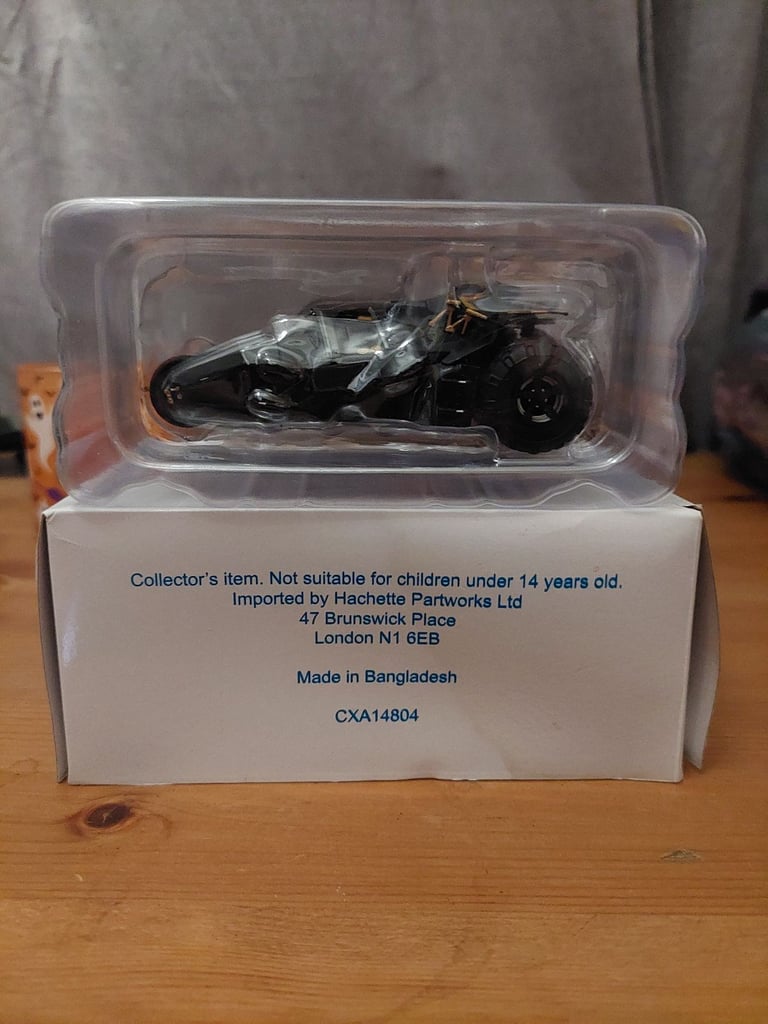 Collector's item. Not suitable for children under 14 years old.
Imported by Hachette Partworks Ltd
47 Brunswick Place
London N1 6EB
Made in Bangladesh
CXA14804